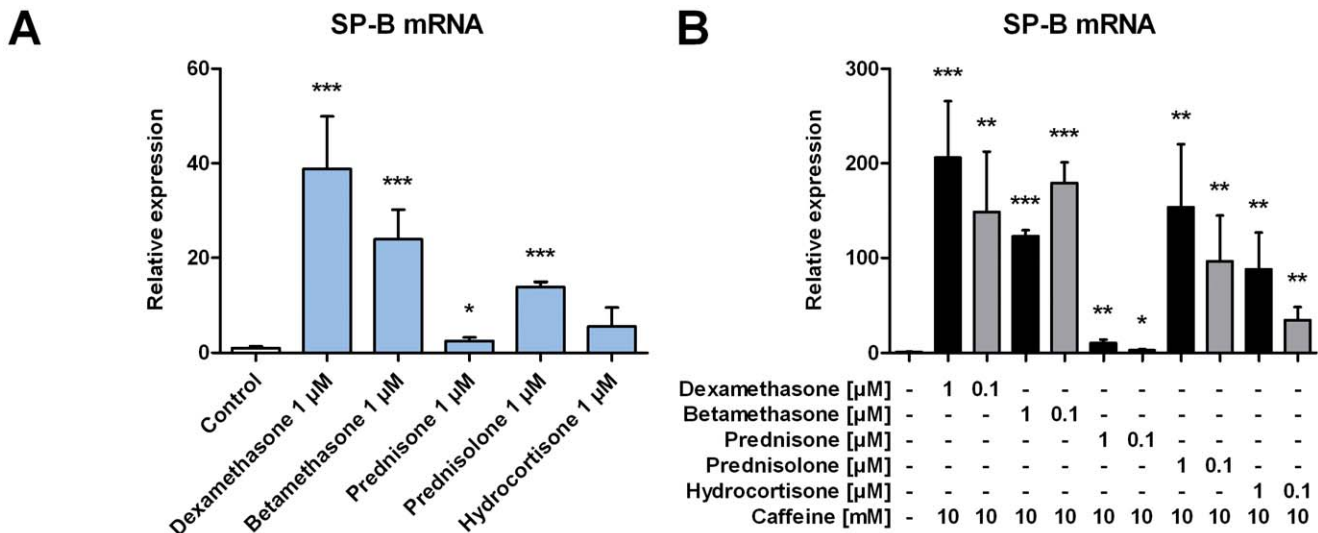 A
SP-B mRNA
Relative expression
60
40
20
0
***
***
*
***
Control
Dexamethasone 1 µM
Betamethasone 1 µM
Prednisone 1 µM
Prednisolone 1 µM
Hydrocortisone 1 µM
B
SP-B mRNA
Relative expression
300
200
100
0
***
**
***
***
**
*
**
**
**
**
Dexamethasone [µM] - 1 0.1 - - - - - - - -
Betamethasone [µM] - - - 1 0.1 - - - - - -
Prednisone [µM] - - - - - 1 0.1 - - - -
Prednisolone [µM] - - - - - - - 1 0.1 - -
Hydrocortisone [µM] - - - - - - - - - 1 0.1
Caffeine [mM] - 10 10 10 10 10 10 10 10 10 10